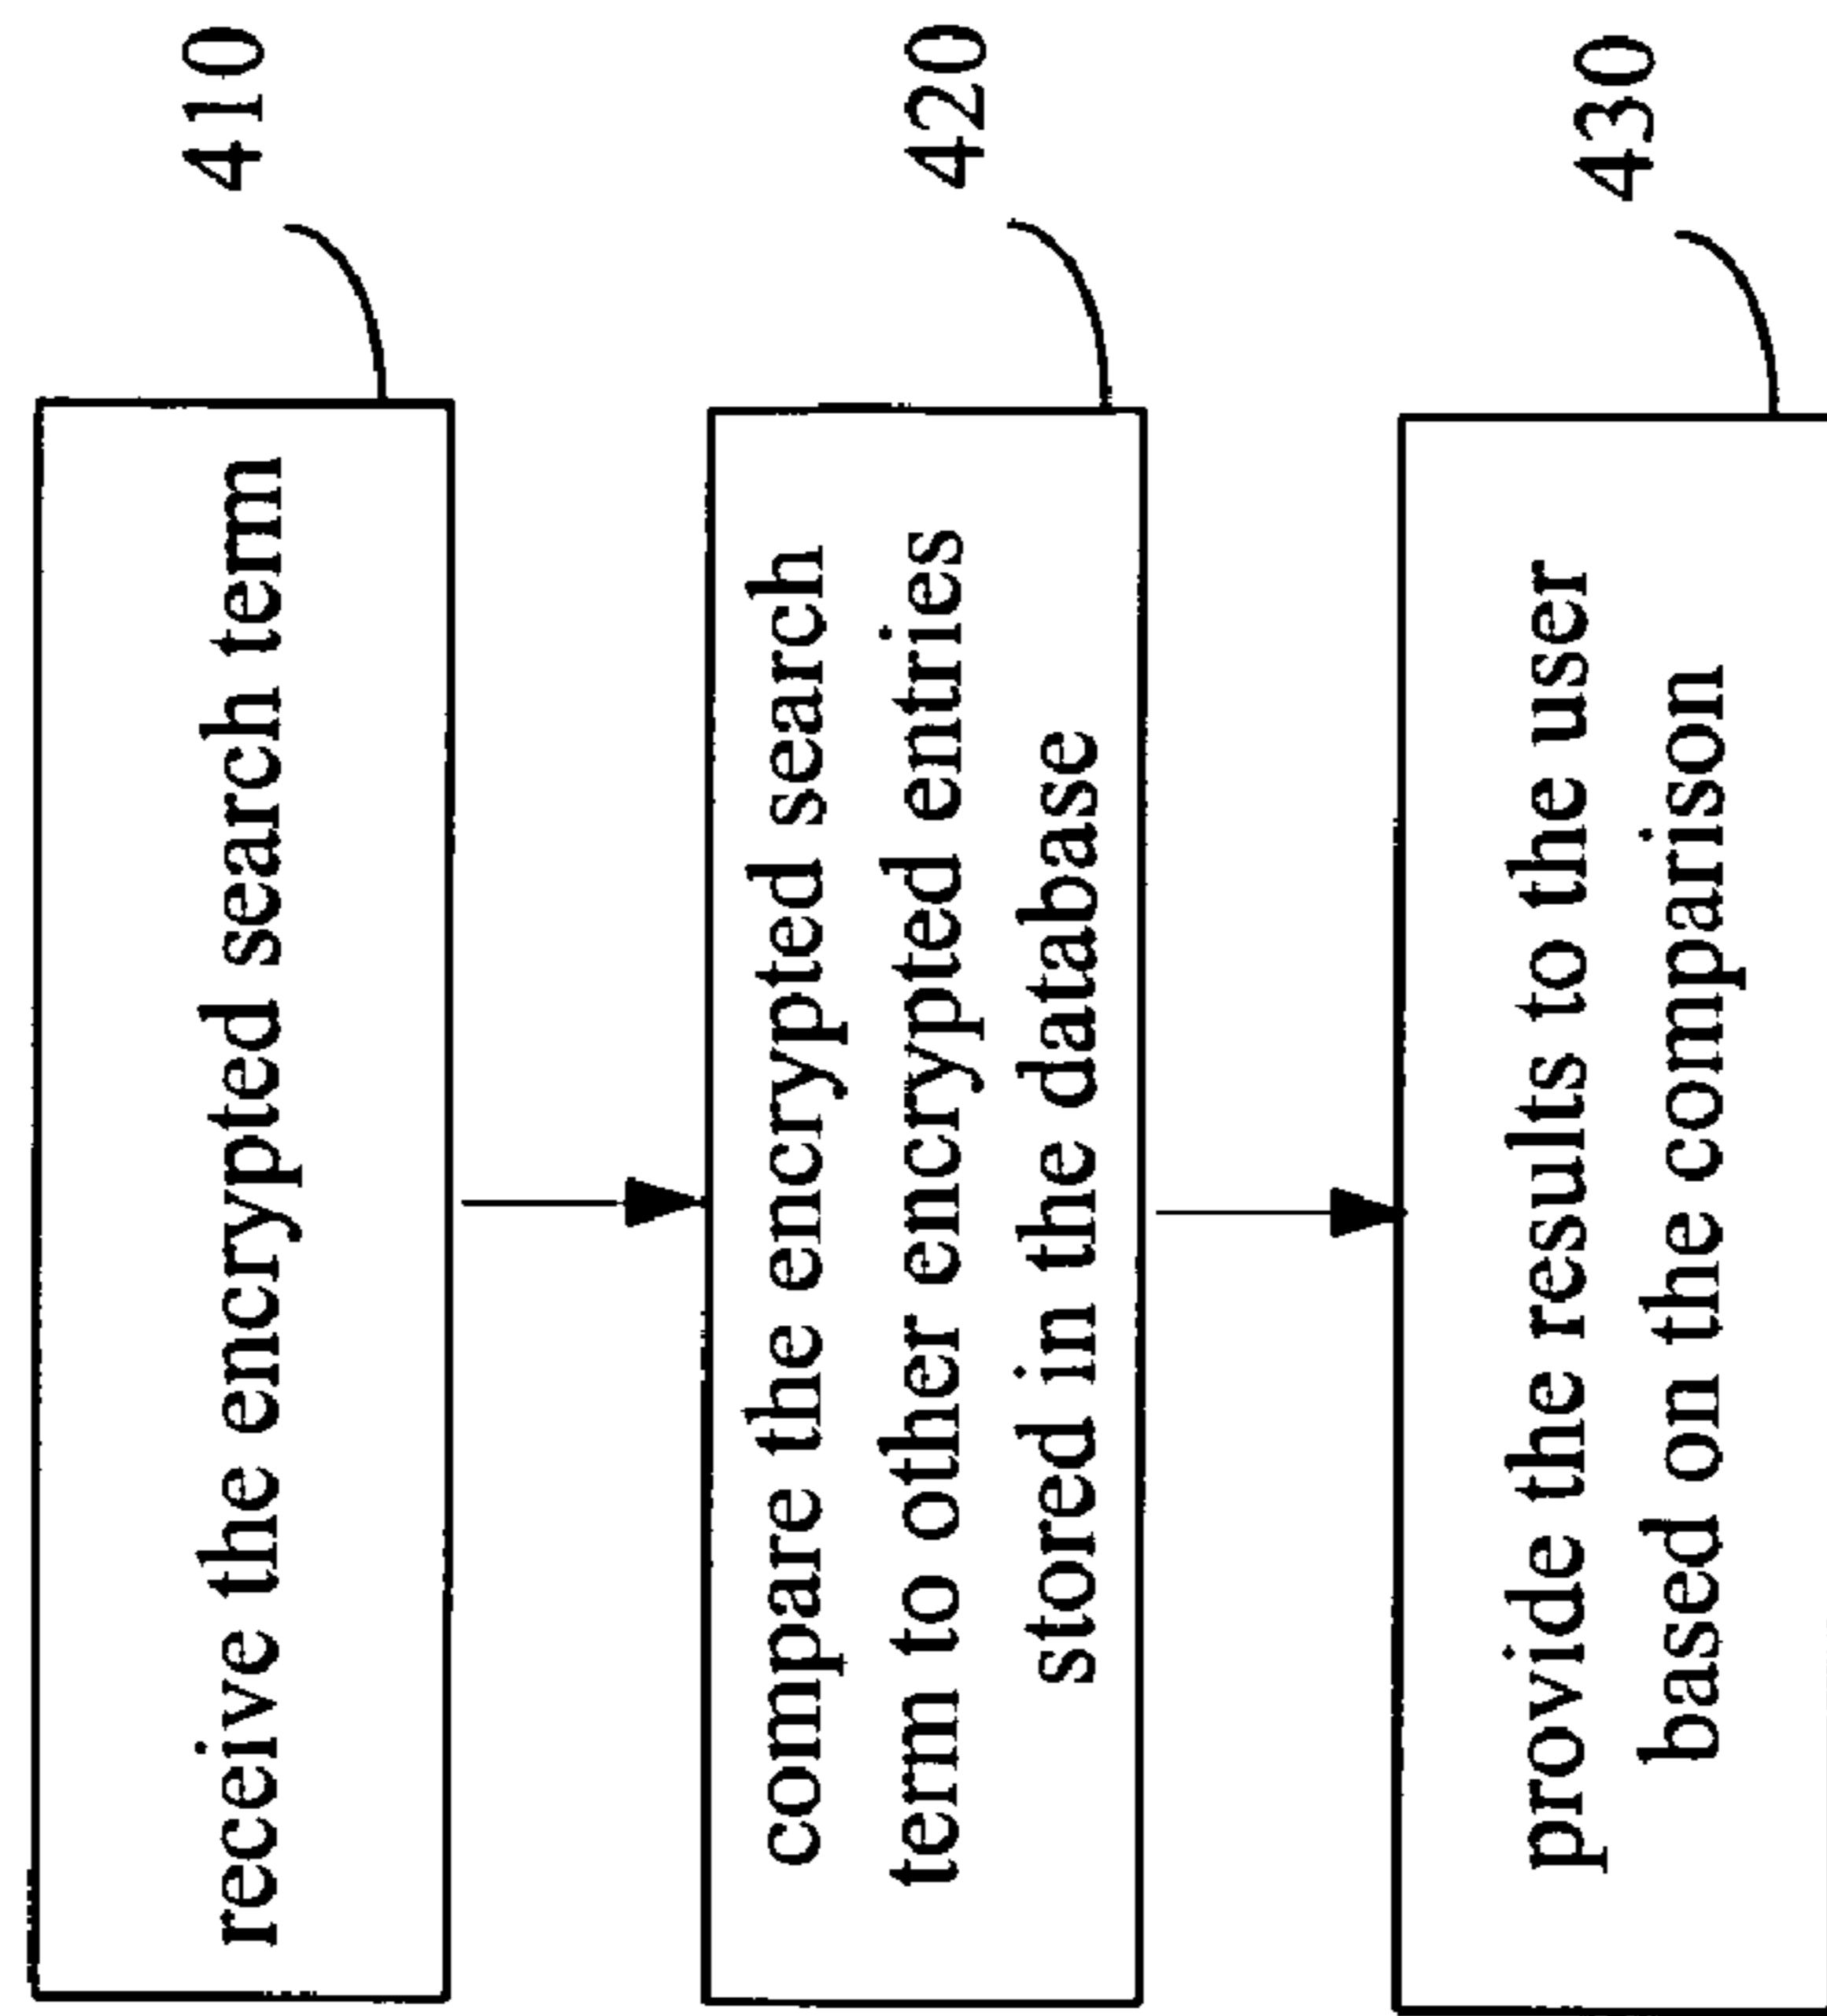 receive the encrypted search term
410
compare the encrypted search
term to other encrypted entries
stored in the database
420
provide the results to the user
based on the comparison
430